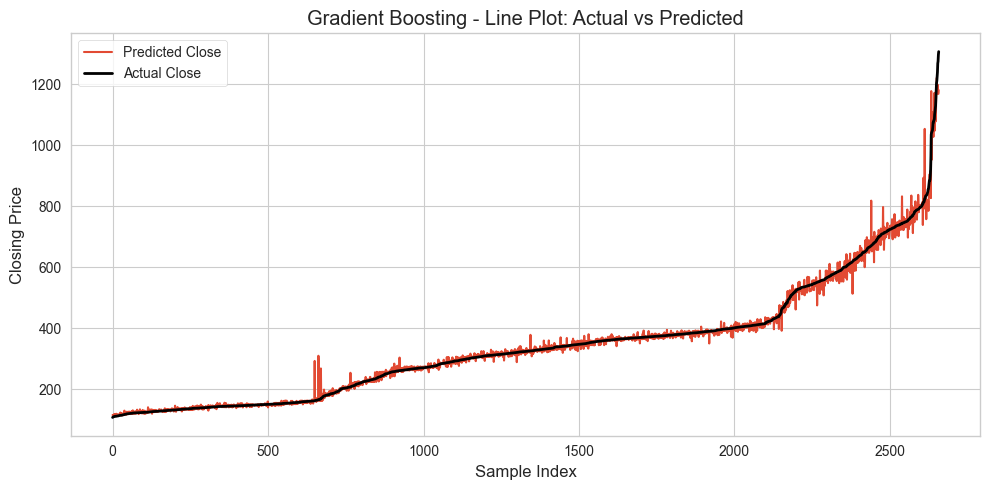 Gradient Boosting - Line Plot: Actual vs Predicted
Predicted Close
Actual Close
Closing Price
1200
1000
800
600
400
200
0 500 1000 1500 2000 2500
Sample Index